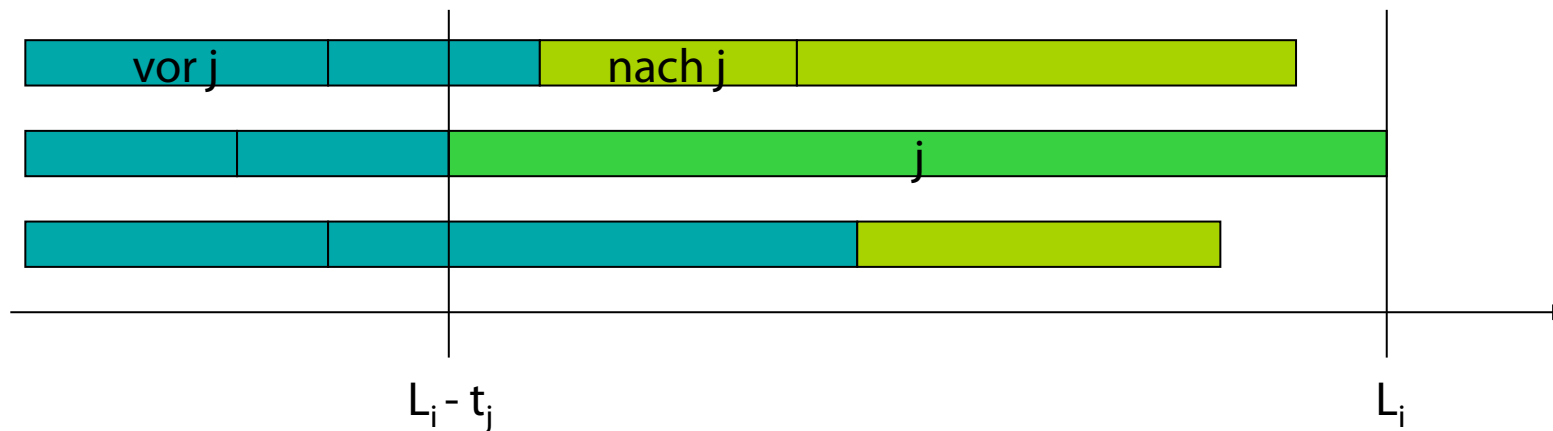 vor j
nach j
j
Lᵢ - tⱼ
Lᵢ